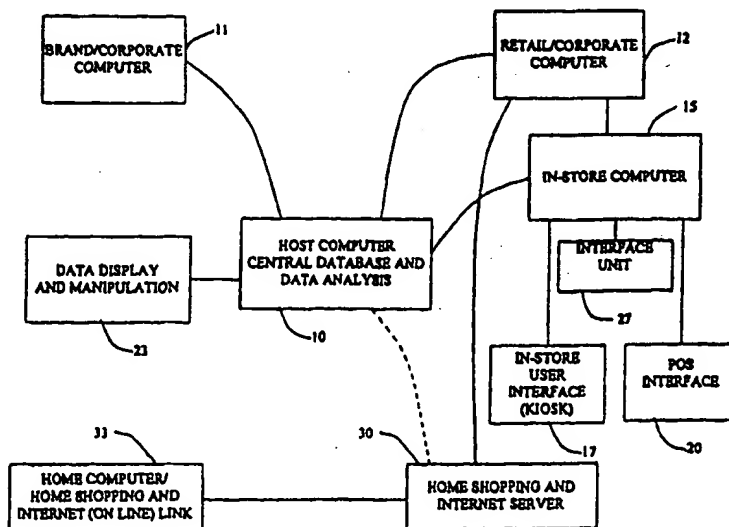 BRAND/CORPORATE
COMPUTER
11
RETAIL/CORPORATE
COMPUTER
12
15
IN-STORE COMPUTER
HOST COMPUTER
CENTRAL DATABASE AND
DATA ANALYSIS
10
DATA DISPLAY
AND MANIPULATION
23
INTERFACE
UNIT
27
IN-STORE
USER
INTERFACE
(KIOSK)
17
POS
INTERFACE
20
33
HOME COMPUTER/
HOME SHOPPING AND
INTERNET (ON LINE) LINK
30
HOME SHOPPING AND
INTERNET SERVER